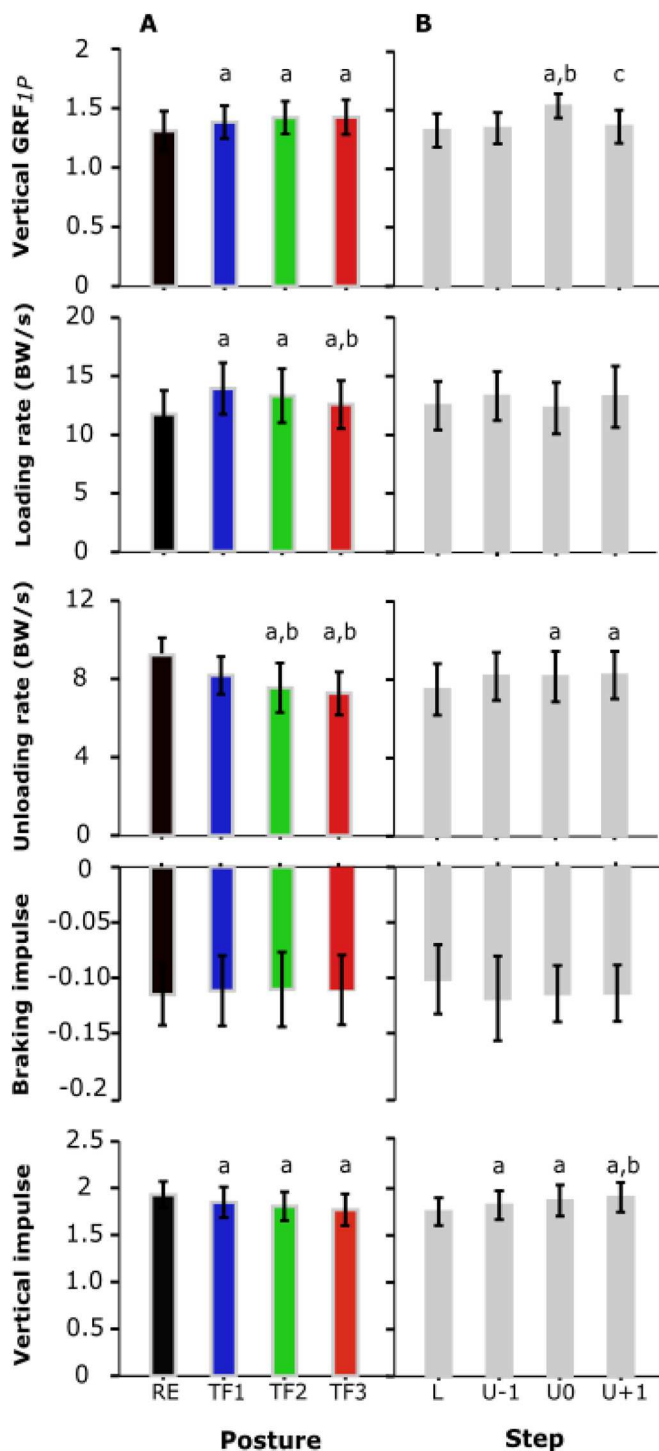 A B
Vertical GRF1P
2
1.5
1.0
0.5
0
a a a
a,b c
Loading rate (BW/s)
20
15
10
5
0
a a a,b
Unloading rate (BW/s)
12
8
4
0
a,b a,b
a a
Braking impulse
0
-0.05
-0.10
-0.15
-0.2
Vertical impulse
2.5
2.0
1.5
1.0
0.5
0
a a a
a a a,b
RE TF1 TF2 TF3
L U-1 U0 U+1
Posture Step